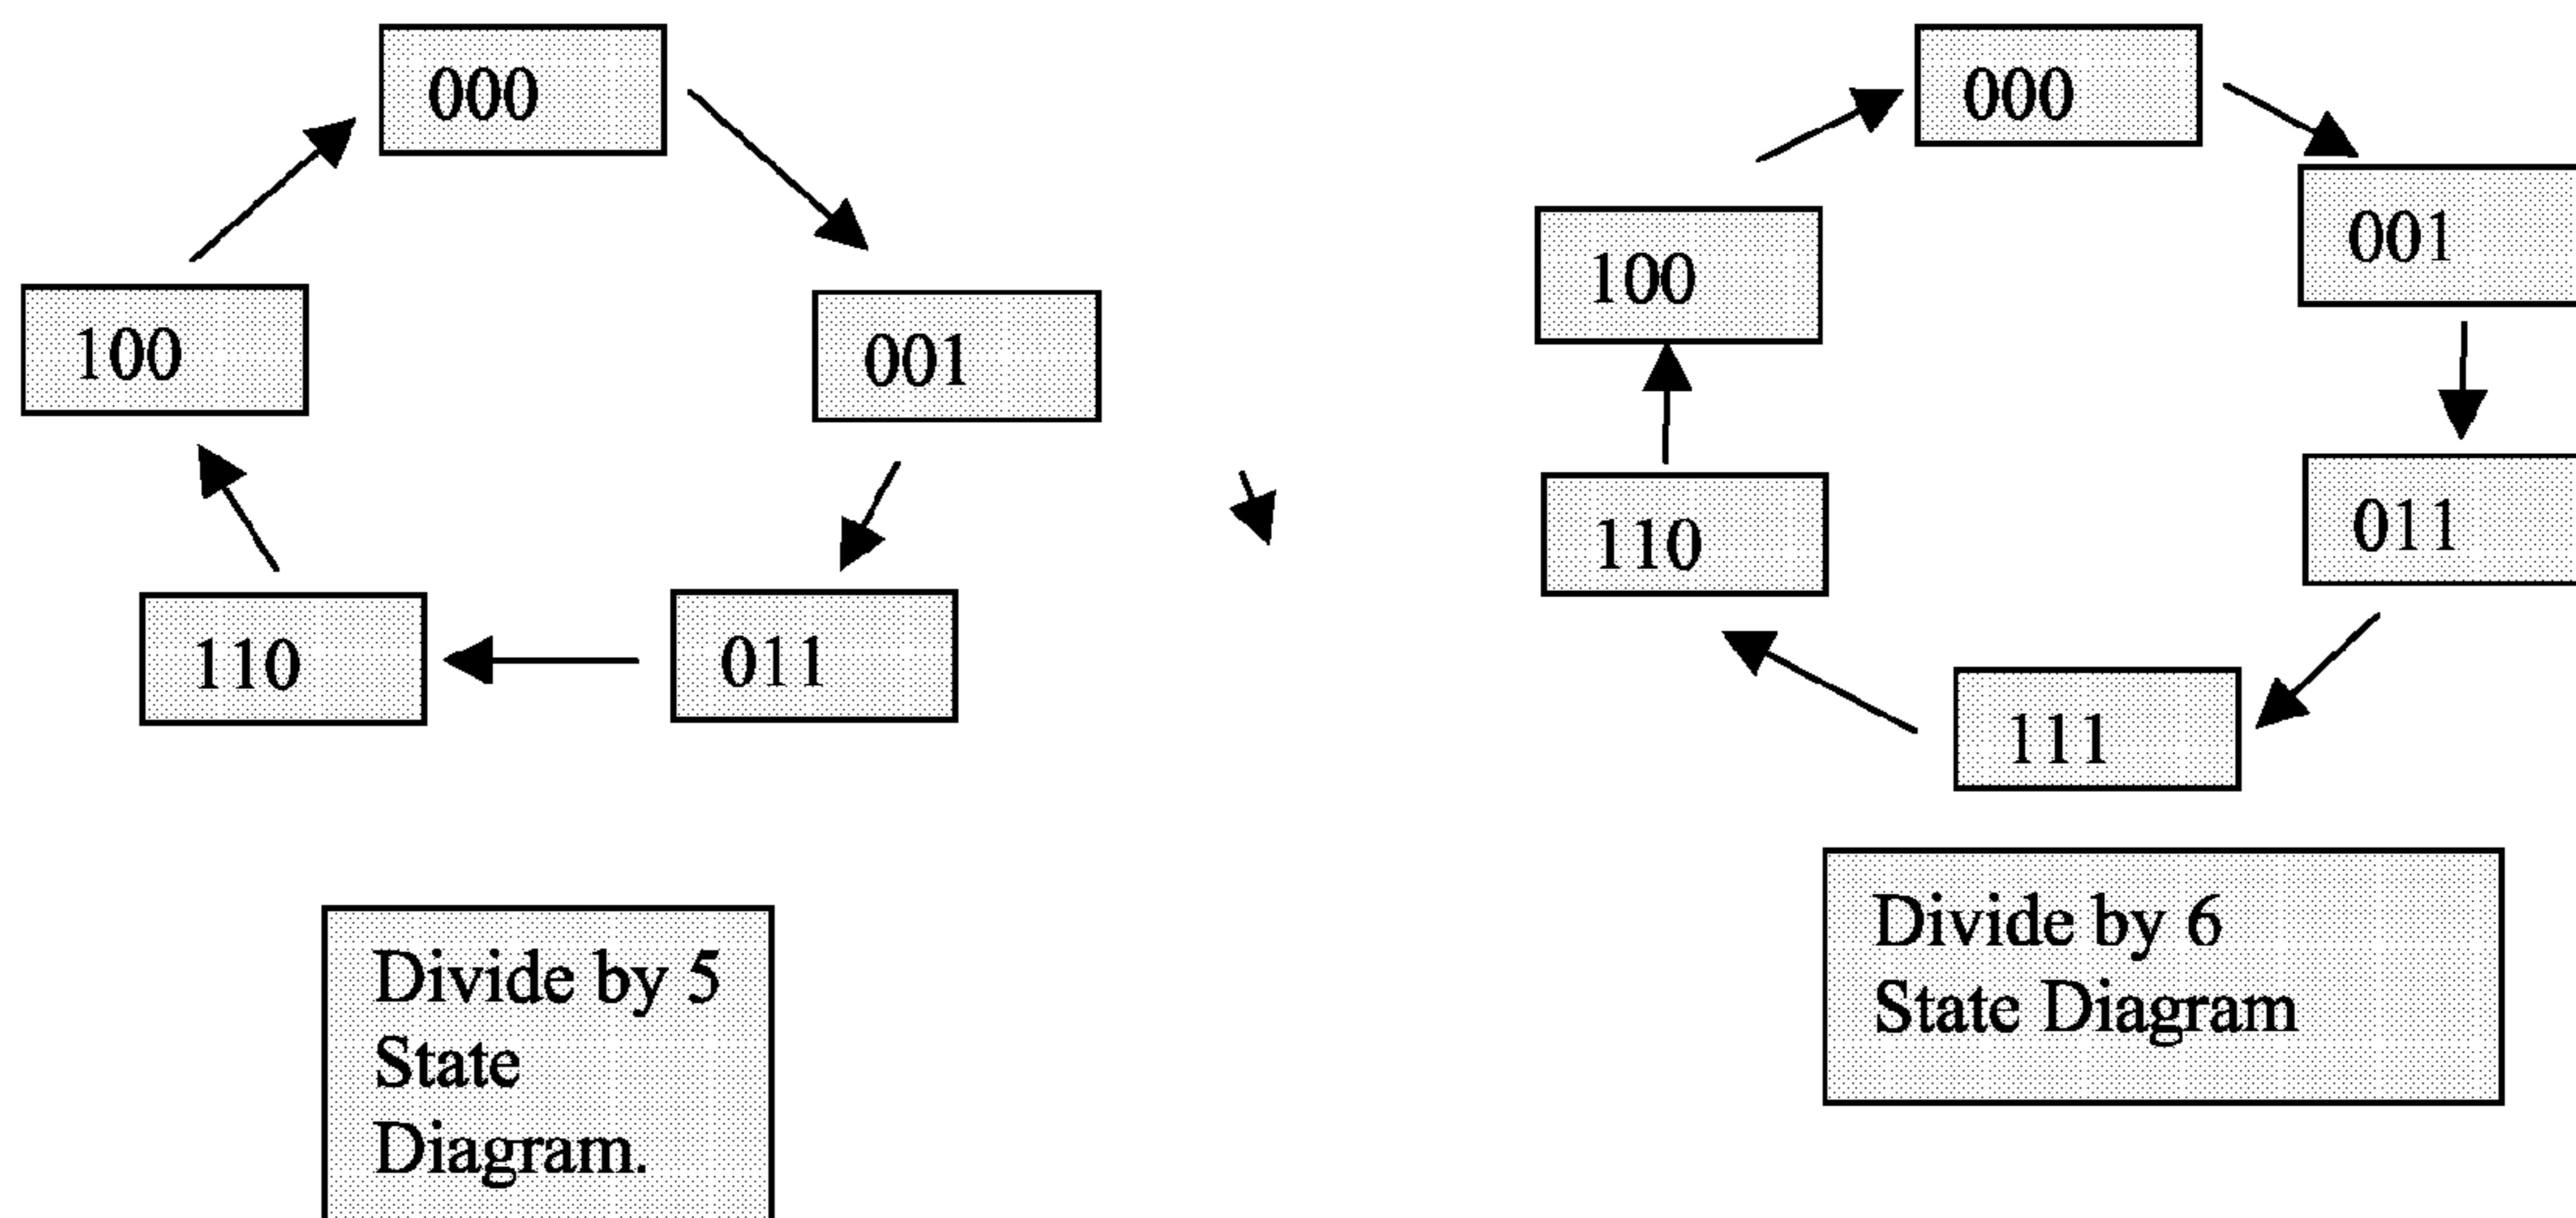 000
001
011
110
100
Divide by 5
State
Diagram.
000
001
011
111
110
100
Divide by 6
State Diagram